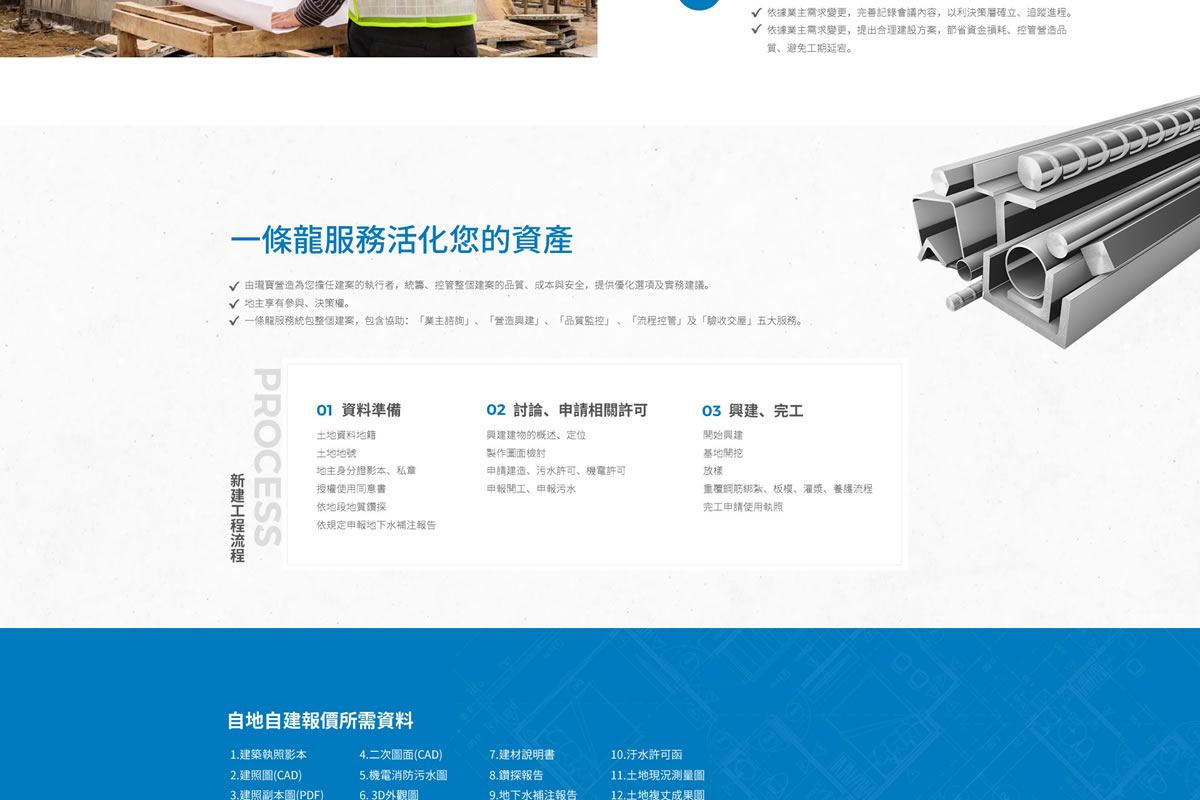 依據業主需求變更，完善記錄會議內容，以利決策層確立、追蹤進程。
依據業主需求變更，提出合理建設方案，節省資金損耗、控管營造品
質、避免工期延宕。
一條龍服務活化您的資產
由瓏寶營造為您擔任建案的執行者，統籌、控管整個建案的品質、成本與安全，提供優化選項及實務建議。
地主享有參與、決策權。
一條龍服務統包整個建案，包含協助：「業主諮詢」、「營造興建」、「品質監控」 、「流程控管」及「驗收交屋」五大服務。
PROCESS
新建工程流程
01 資料準備
土地資料地籍
土地地號
地主身分證影本、私章
授權使用同意書
依地段地質鑽探
依規定申報地下水補注報告
02 討論、申請相關許可
興建建物的概述、定位
製作圖面檢討
申請建造、污水許可、機電許可
申報開工、申報污水
03 興建、完工
開始興建
基地開挖
放樣
重覆鋼筋綁紮、板模、灌漿、養護流程
完工申請使用執照
自地自建報價所需資料
1.建築執照影本
2.建照圖(CAD)
3.建照副本圖(PDF)
4.二次圖面(CAD)
5.機電消防污水圖
6. 3D外觀圖
7.建材說明書
8.鑽探報告
9.地下水補注報告
10.汙水許可函
11.土地現況測量圖
12.土地複丈成果圖